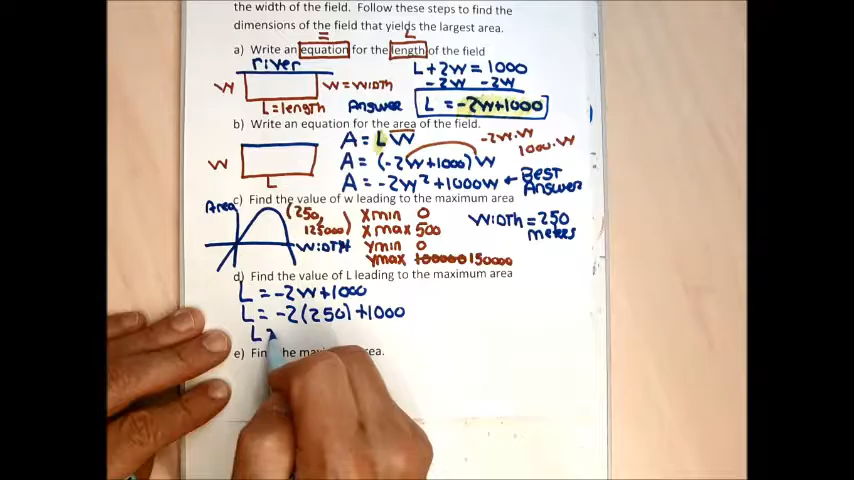 the width of the field. Follow these steps to find the
dimensions of the field that yields the largest area.
= L
a) Write an equation for the length of the field
river
L + 2W = 1000
-2W -2W
W W = WIDTH
L = length
Answer L = -2W + 1000
b) Write an equation for the area of the field.
A = L W
-2W · W
1000 · W
W
A = (-2W + 1000) W
L
A = -2W² + 1000W ← Best Answer
c) Find the value of w leading to the maximum area
Area
(250, 125000)
Xmin 0
Xmax 500
WIDTH = 250 meters
WIDTH
Ymin 0
Ymax 100000 150000
d) Find the value of L leading to the maximum area
L = -2W + 1000
L = -2(250) + 1000
L =
e) Fin he ma area.